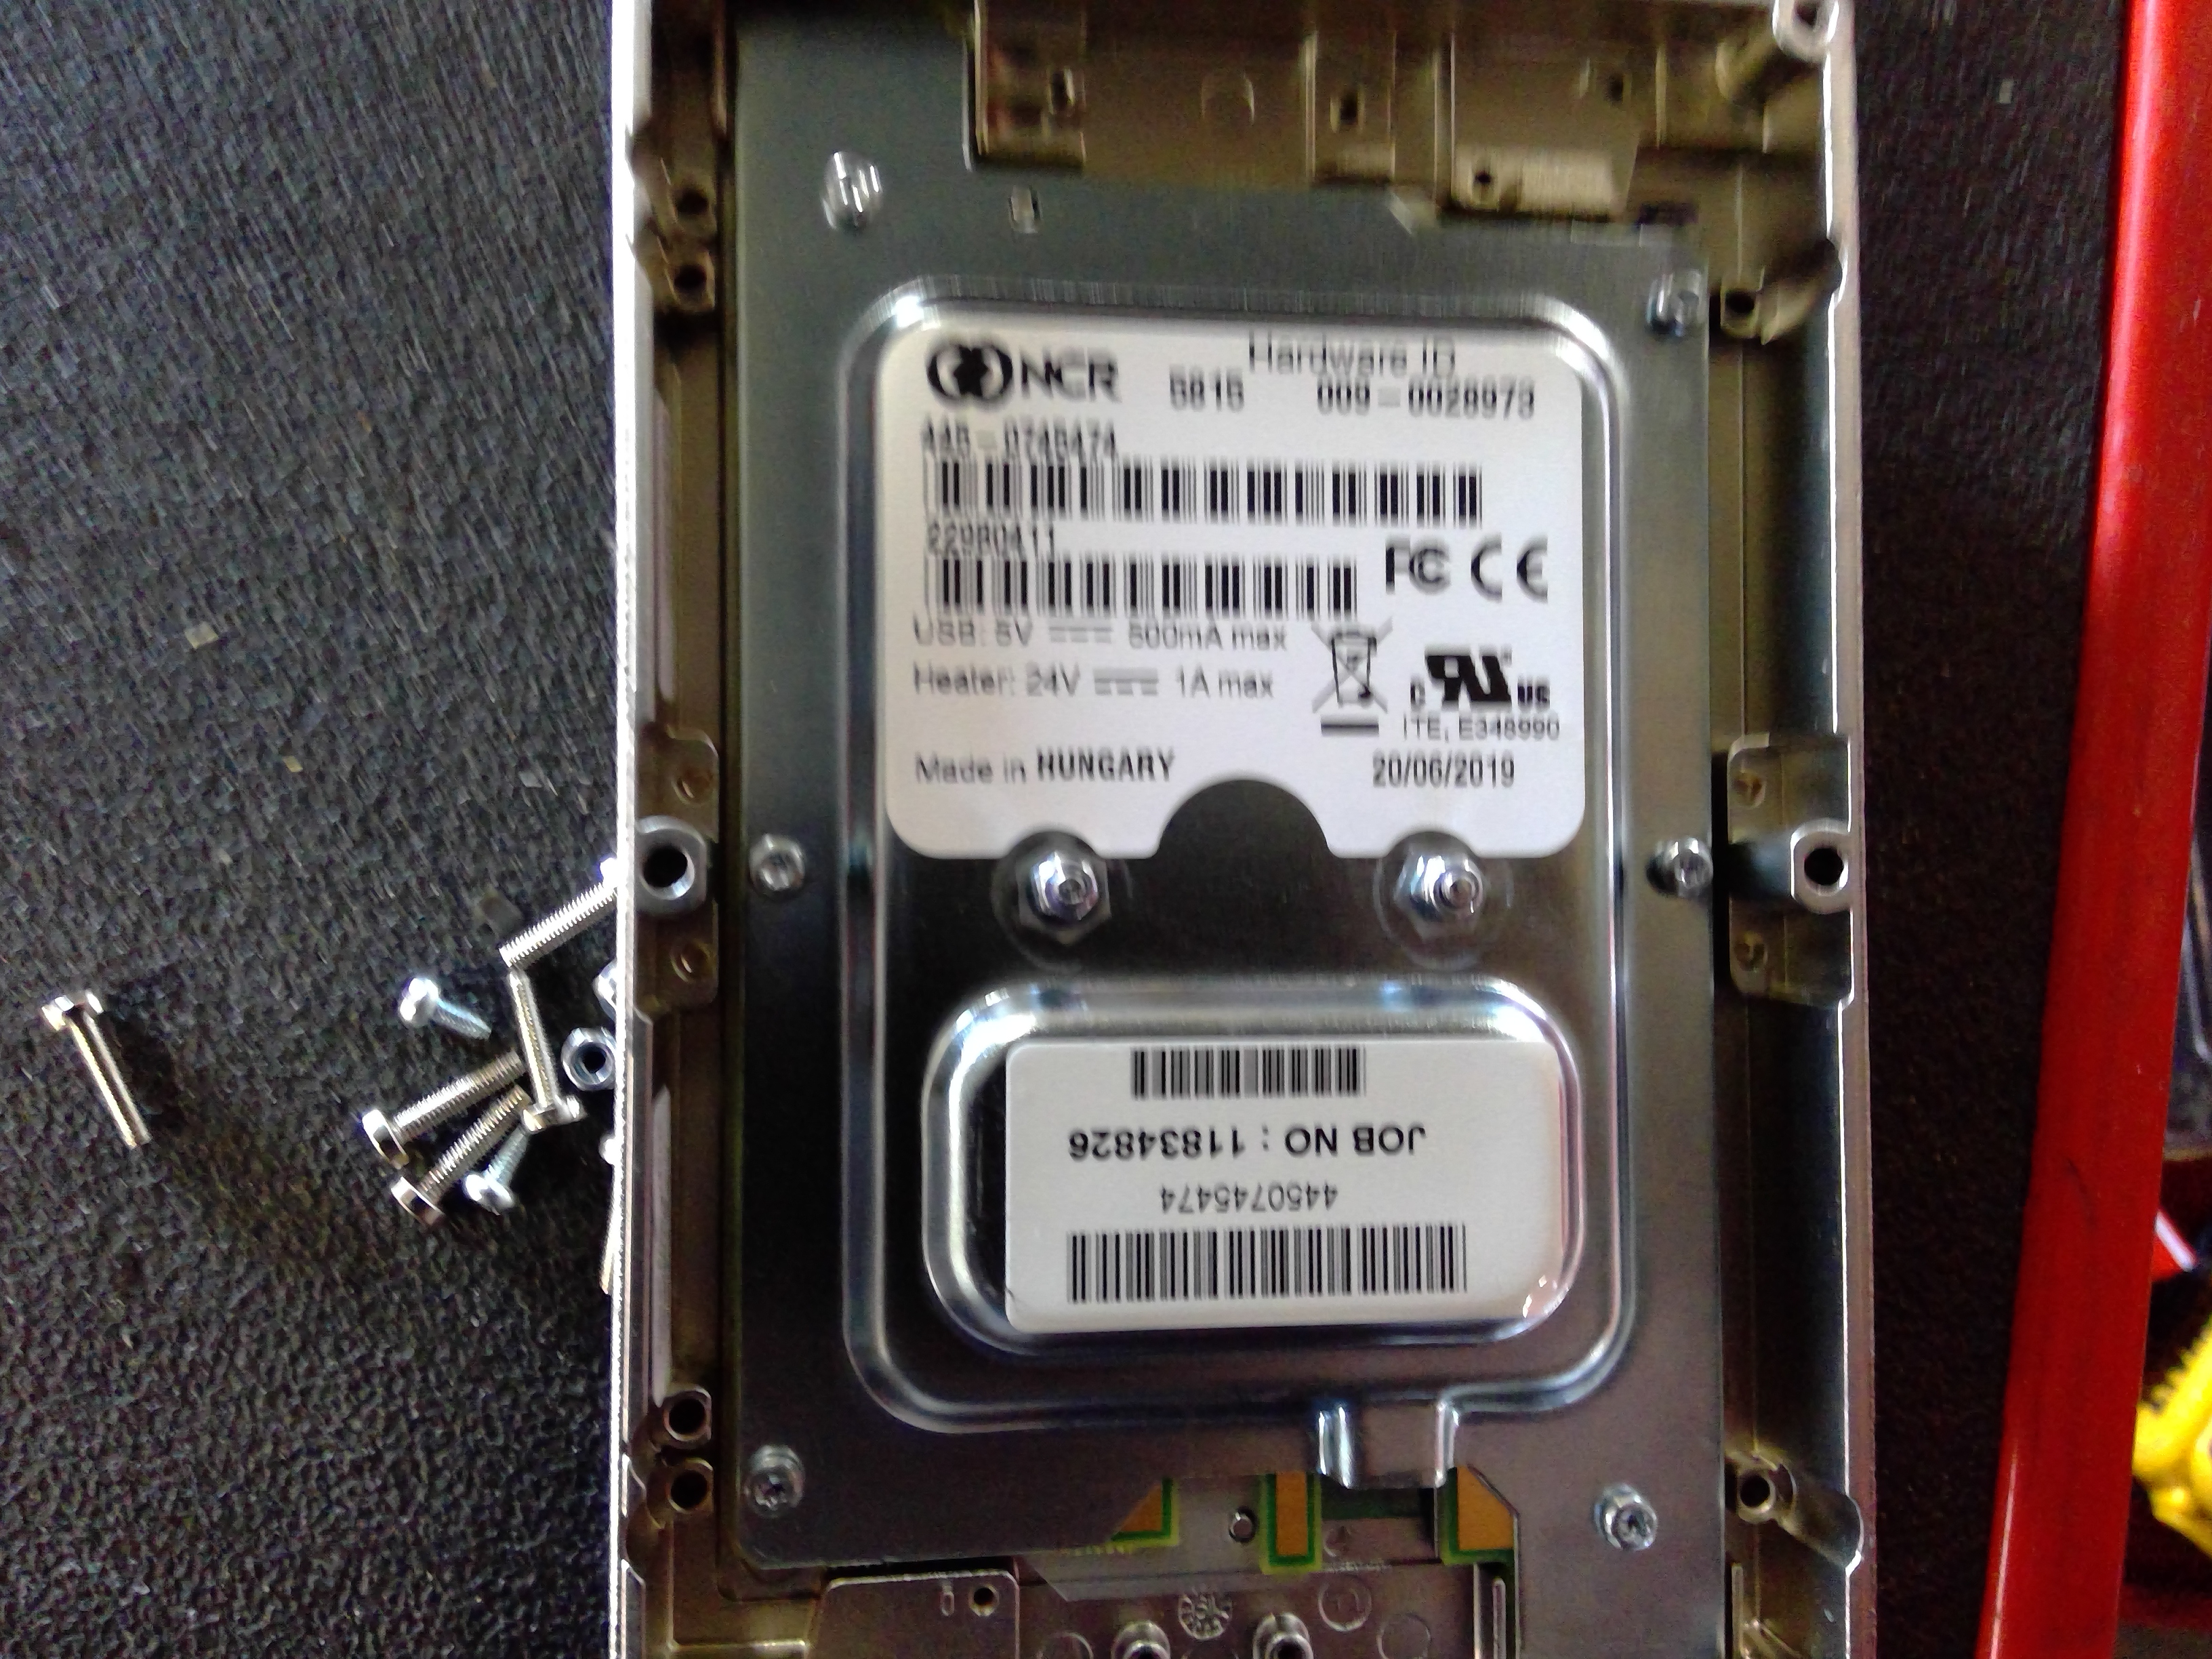 NCR
Hardware ID
5815 009-0028973
445-0745474
USB: 5V 500mA max
Heater: 24V 1A max
FC CE
c RU us
ITE, E348990
Made in HUNGARY 20/06/2019
JOB NO : 11834826
4450745474